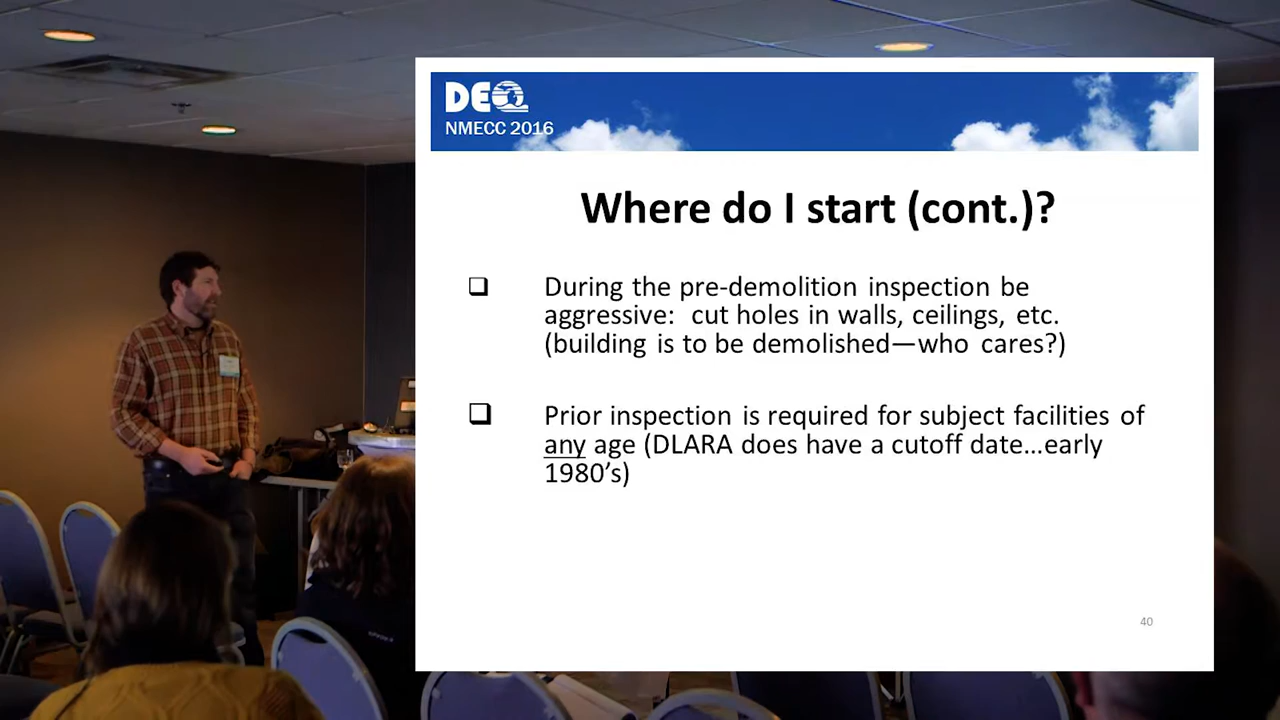 DEQ
NMECC 2016
Where do I start (cont.)?
❑ During the pre-demolition inspection be
aggressive: cut holes in walls, ceilings, etc.
(building is to be demolished—who cares?)
❑ Prior inspection is required for subject facilities of
any age (DLARA does have a cutoff date…early
1980’s)
40